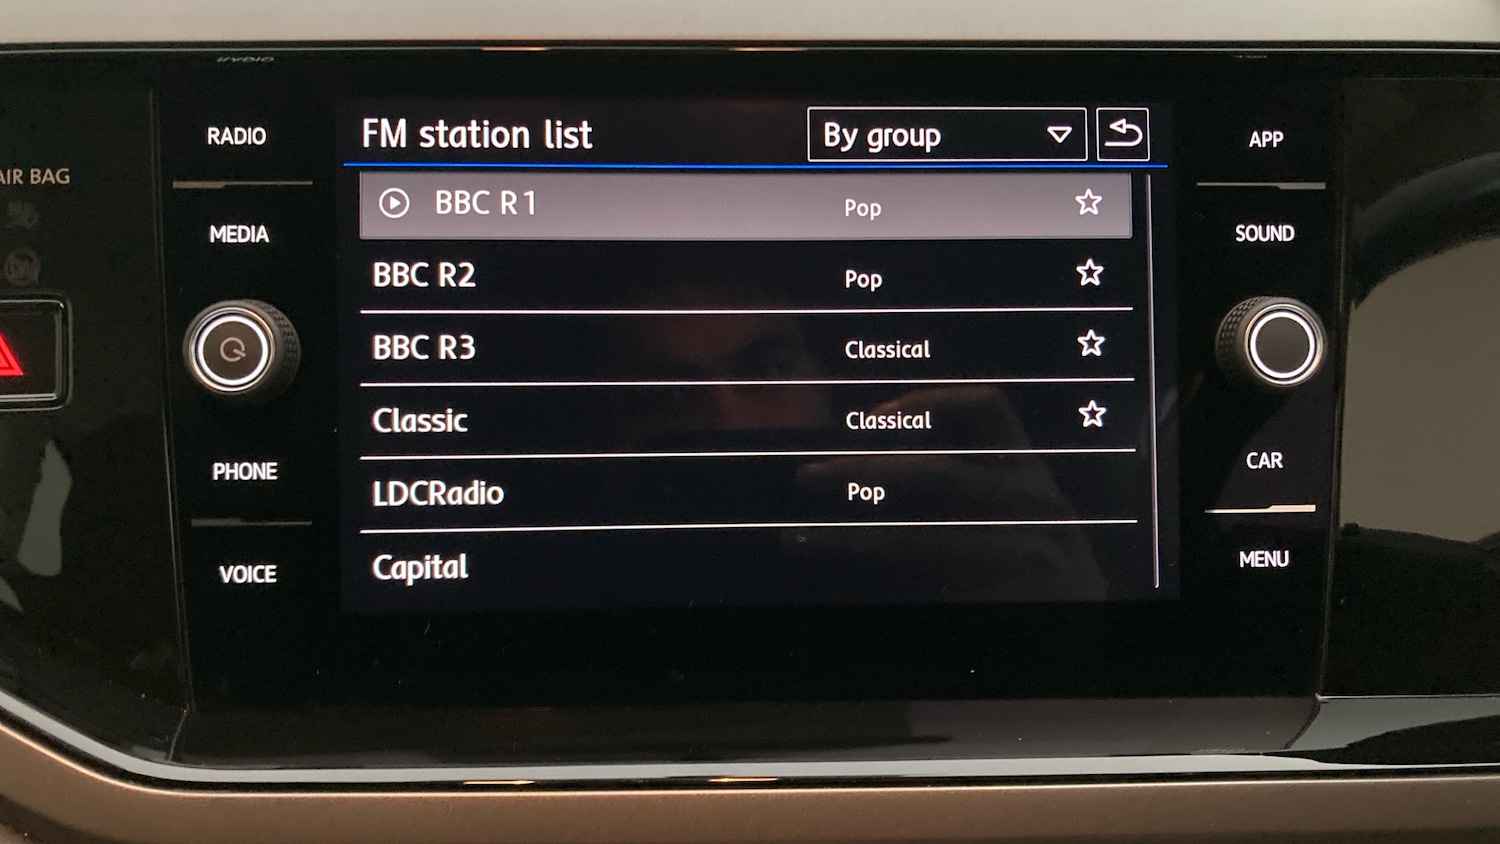 AIR BAG
RADIO
MEDIA
PHONE
VOICE
FM station list
By group
BBC R1 Pop
BBC R2 Pop
BBC R3 Classical
Classic Classical
LDCRadio Pop
Capital
APP
SOUND
CAR
MENU